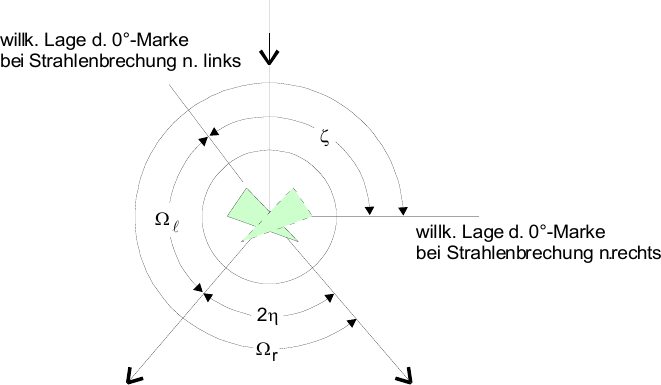 willk. Lage d. 0°-Marke
bei Strahlenbrechung n. links
ζ
Ωℓ
willk. Lage d. 0°-Marke
bei Strahlenbrechung n.rechts
2η
Ωr